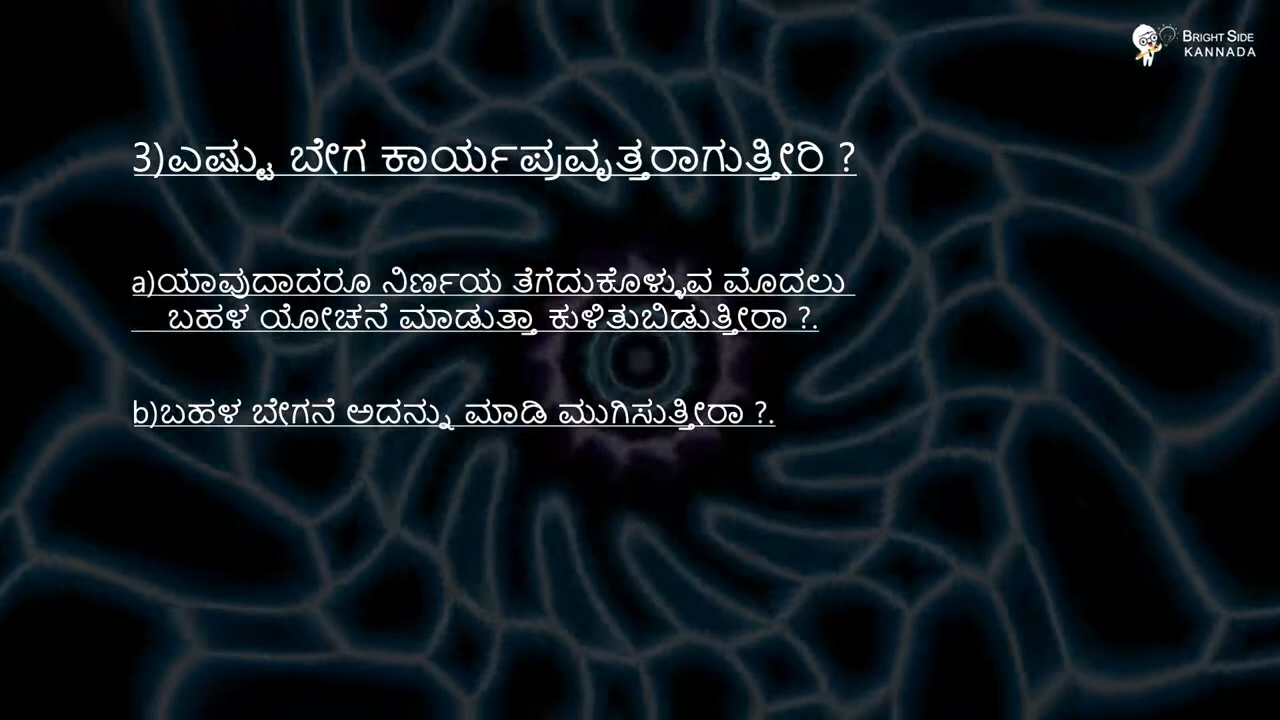 BRIGHT SIDE
KANNADA
3)ಎಷ್ಟು ಬೇಗ ಕಾರ್ಯಪ್ರವೃತ್ತರಾಗುತ್ತೀರಿ ?
a)ಯಾವುದಾದರೂ ನಿರ್ಣಯ ತೆಗೆದುಕೊಳ್ಳುವ ಮೊದಲು
ಬಹಳ ಯೋಚನೆ ಮಾಡುತ್ತಾ ಕುಳಿತುಬಿಡುತ್ತೀರಾ ?.
b)ಬಹಳ ಬೇಗನೆ ಅದನ್ನು ಮಾಡಿ ಮುಗಿಸುತ್ತೀರಾ ?.